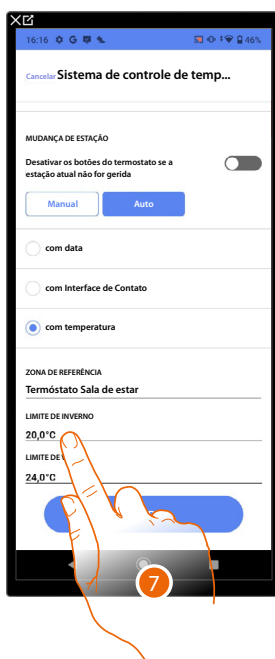 16:16 46%
Cancelar Sistema de controle de temp...
MUDANÇA DE ESTAÇÃO
Desativar os botões do termostato se a
estação atual não for gerida
Manual Auto
com data
com Interface de Contato
com temperatura
ZONA DE REFERÊNCIA
Termóstato Sala de estar
LIMITE DE INVERNO
20,0°C
LIMITE DE
24,0°C
7